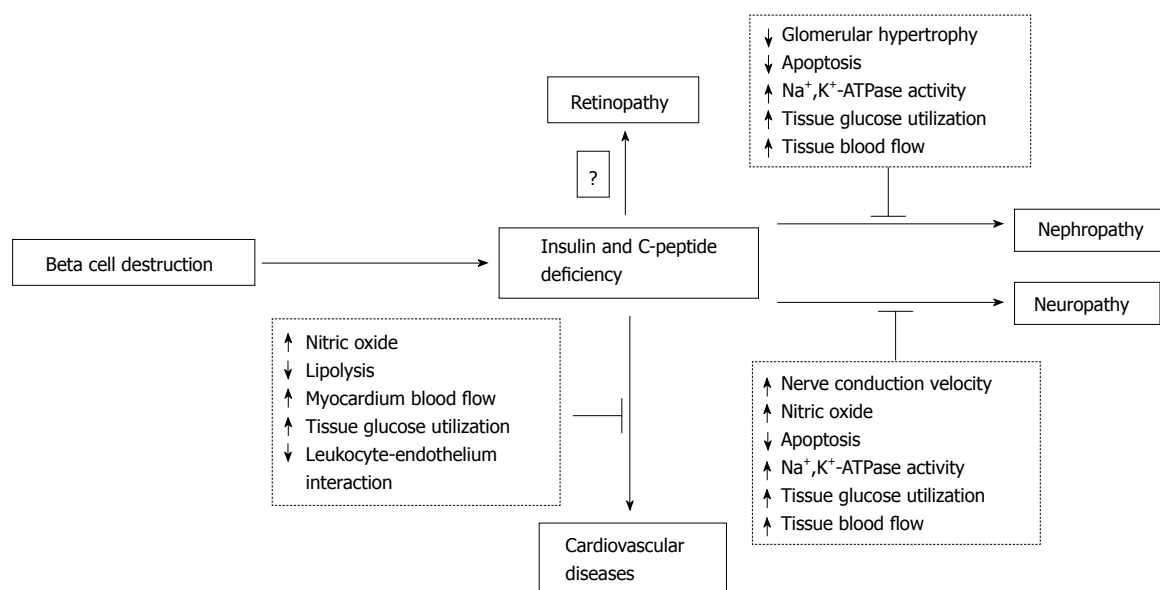 ↓ Glomerular hypertrophy
↓ Apoptosis
↑ Na⁺,K⁺-ATPase activity
↑ Tissue glucose utilization
↑ Tissue blood flow
Retinopathy
?
Beta cell destruction
Insulin and C-peptide
deficiency
Nephropathy
Neuropathy
↑ Nitric oxide
↓ Lipolysis
↑ Myocardium blood flow
↑ Tissue glucose utilization
↓ Leukocyte-endothelium
interaction
↑ Nerve conduction velocity
↑ Nitric oxide
↓ Apoptosis
↑ Na⁺,K⁺-ATPase activity
↑ Tissue glucose utilization
↑ Tissue blood flow
Cardiovascular
diseases